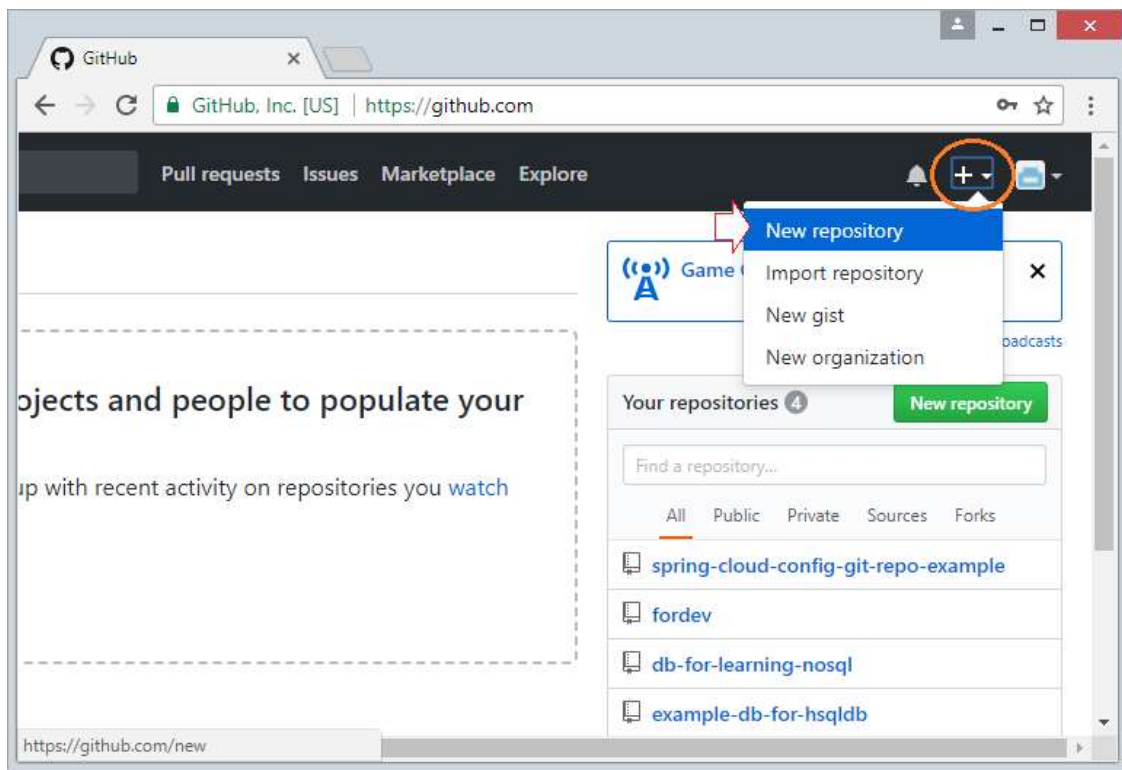 GitHub
GitHub, Inc. [US] | https://github.com
Pull requests Issues Marketplace Explore
New repository
Import repository
New gist
New organization
Game
oadcasts
ojects and people to populate your
up with recent activity on repositories you watch
Your repositories 4
New repository
Find a repository...
All Public Private Sources Forks
spring-cloud-config-git-repo-example
fordev
db-for-learning-nosql
example-db-for-hsqldb
https://github.com/new